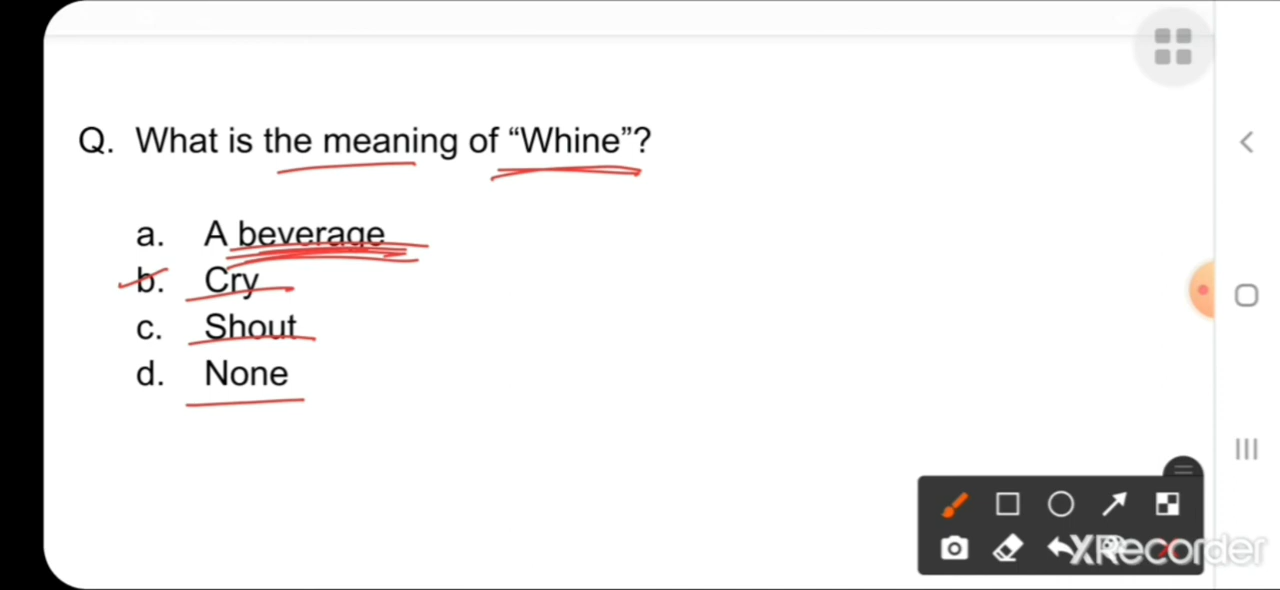 Q. What is the meaning of “Whine”?
a. A beverage
b. Cry
c. Shout
d. None
XRecorder